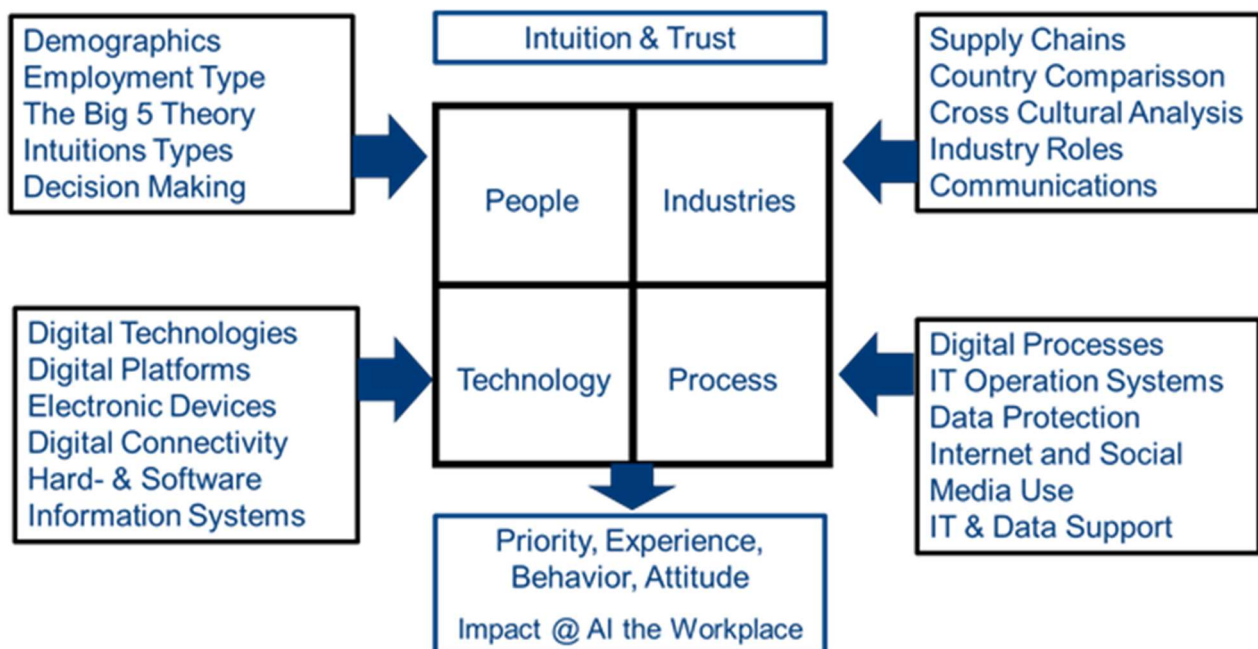 Demographics
Employment Type
The Big 5 Theory
Intuitions Types
Decision Making
Intuition & Trust
Supply Chains
Country Comparisson
Cross Cultural Analysis
Industry Roles
Communications
People
Industries
Technology
Process
Digital Technologies
Digital Platforms
Electronic Devices
Digital Connectivity
Hard- & Software
Information Systems
Digital Processes
IT Operation Systems
Data Protection
Internet and Social
Media Use
IT & Data Support
Priority, Experience,
Behavior, Attitude
Impact @ AI the Workplace